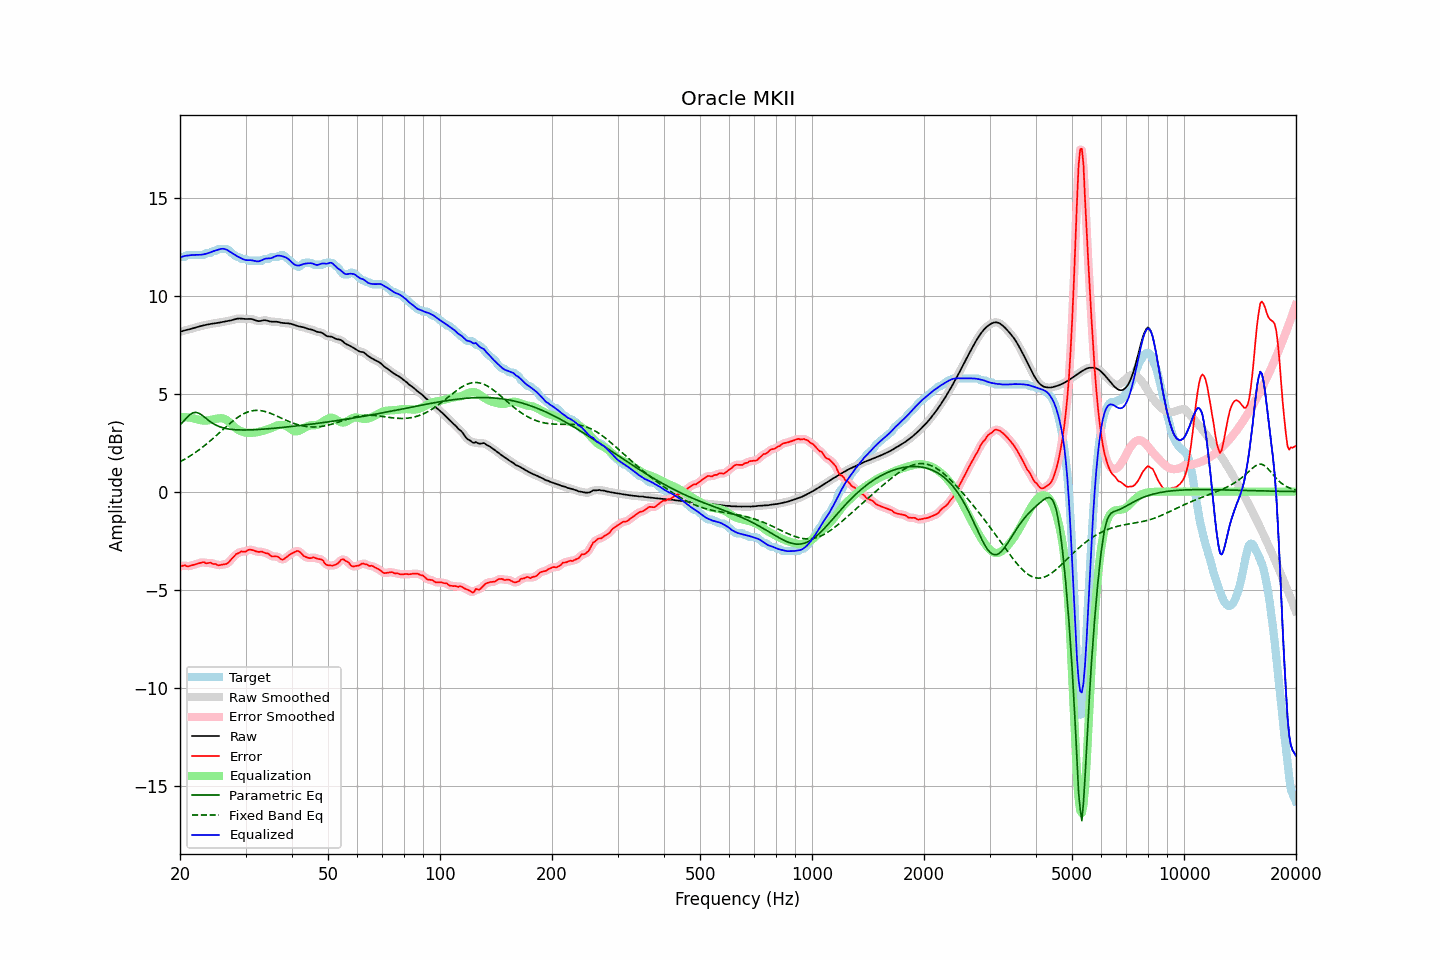 Oracle MKII
Amplitude (dBr)
15
10
5
0
−5
−10
−15
Target
Raw Smoothed
Error Smoothed
Raw
Error
Equalization
Parametric Eq
Fixed Band Eq
Equalized
20 50 100 200 500 1000 2000 5000 10000 20000
Frequency (Hz)